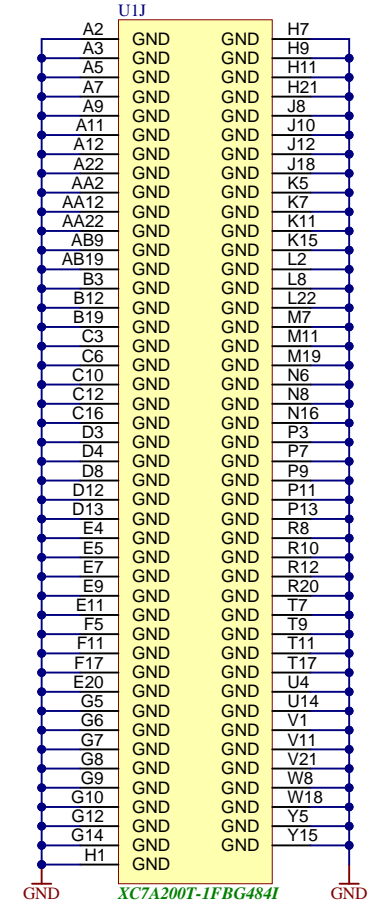 U1J
A2 GND GND H7
A3 GND GND H9
A5 GND GND H11
A7 GND GND H21
A9 GND GND J8
A11 GND GND J10
A12 GND GND J12
A22 GND GND J18
AA2 GND GND K5
AA12 GND GND K7
AA22 GND GND K11
AB9 GND GND K15
AB19 GND GND L2
B3 GND GND L8
B12 GND GND L22
B19 GND GND M7
C3 GND GND M11
C6 GND GND M19
C10 GND GND N6
C12 GND GND N8
C16 GND GND N16
D3 GND GND P3
D4 GND GND P7
D8 GND GND P9
D12 GND GND P11
D13 GND GND P13
E4 GND GND R8
E5 GND GND R10
E7 GND GND R12
E9 GND GND R20
E11 GND GND T7
F5 GND GND T9
F11 GND GND T11
F17 GND GND T17
E20 GND GND U4
G5 GND GND U14
G6 GND GND V1
G7 GND GND V11
G8 GND GND V21
G9 GND GND W8
G10 GND GND W18
G12 GND GND Y5
G14 GND GND Y15
H1 GND
GND XC7A200T-1FBG484I GND